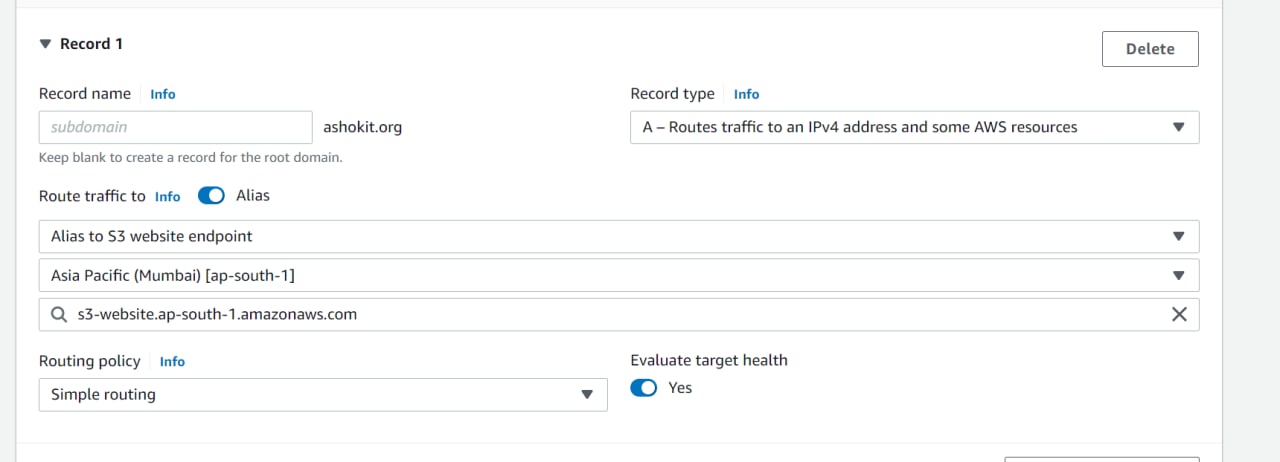 Record 1
Delete
Record name Info
Record type Info
subdomain
ashokit.org
A – Routes traffic to an IPv4 address and some AWS resources
Keep blank to create a record for the root domain.
Route traffic to Info Alias
Alias to S3 website endpoint
Asia Pacific (Mumbai) [ap-south-1]
s3-website.ap-south-1.amazonaws.com
Routing policy Info
Evaluate target health
Simple routing
Yes